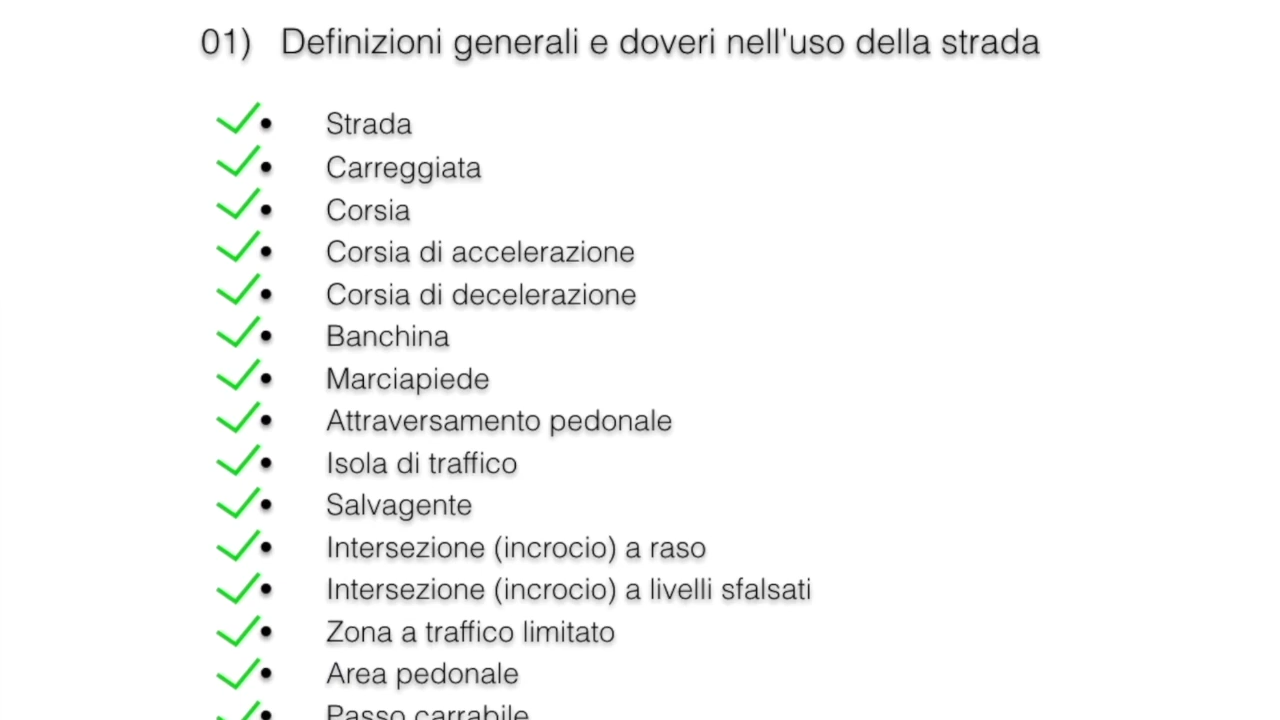 01) Definizioni generali e doveri nell'uso della strada
• Strada
• Carreggiata
• Corsia
• Corsia di accelerazione
• Corsia di decelerazione
• Banchina
• Marciapiede
• Attraversamento pedonale
• Isola di traffico
• Salvagente
• Intersezione (incrocio) a raso
• Intersezione (incrocio) a livelli sfalsati
• Zona a traffico limitato
• Area pedonale
• Passo carrabile